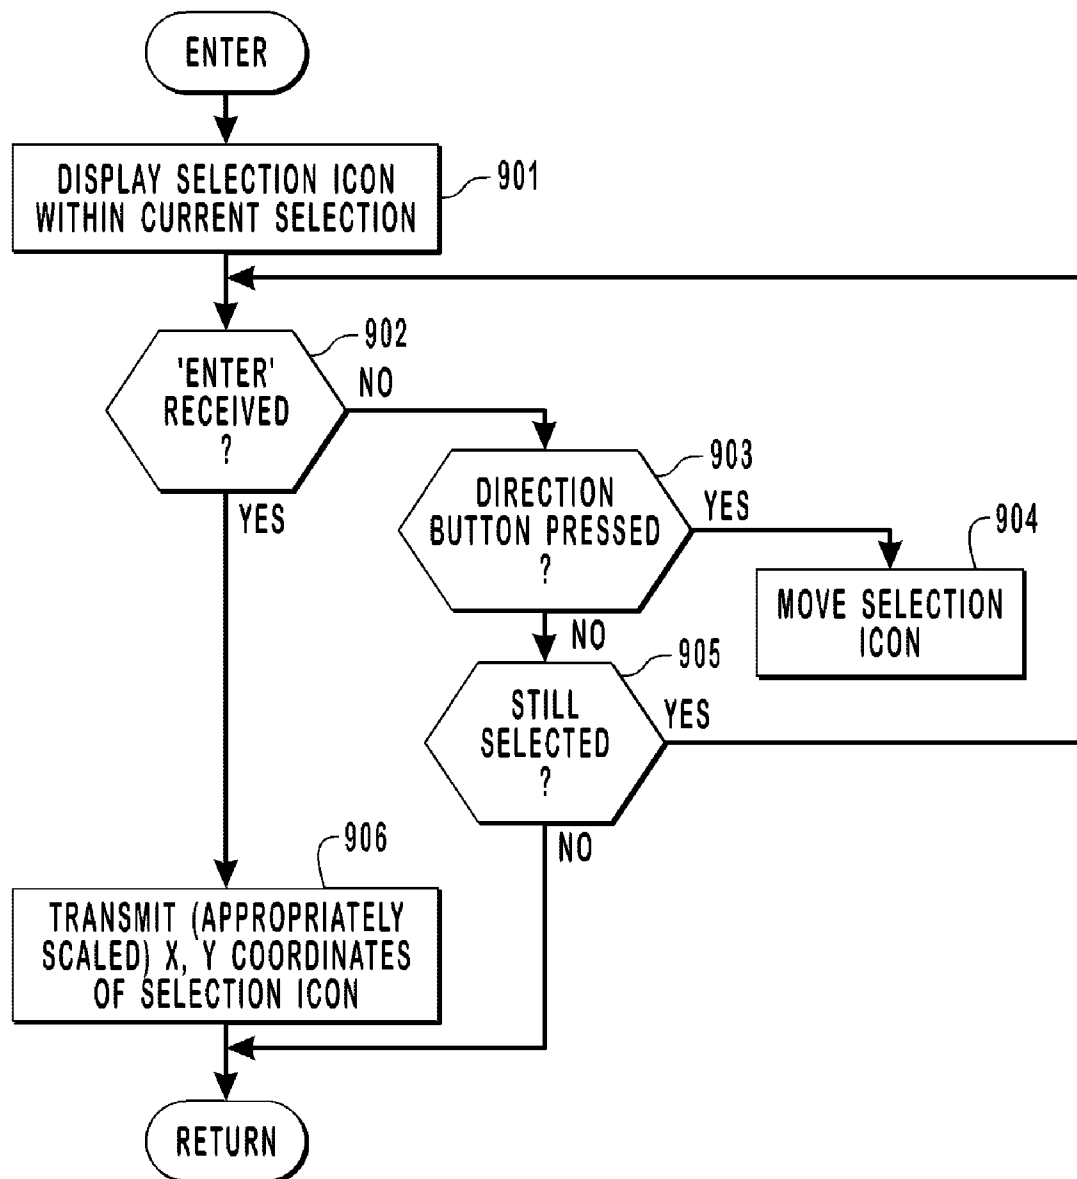 ENTER
DISPLAY SELECTION ICON
WITHIN CURRENT SELECTION
901
'ENTER'
RECEIVED
?
902
NO
YES
DIRECTION
BUTTON PRESSED
?
903
YES
NO
MOVE SELECTION
ICON
904
STILL
SELECTED
?
905
YES
NO
TRANSMIT (APPROPRIATELY
SCALED) X, Y COORDINATES
OF SELECTION ICON
906
RETURN